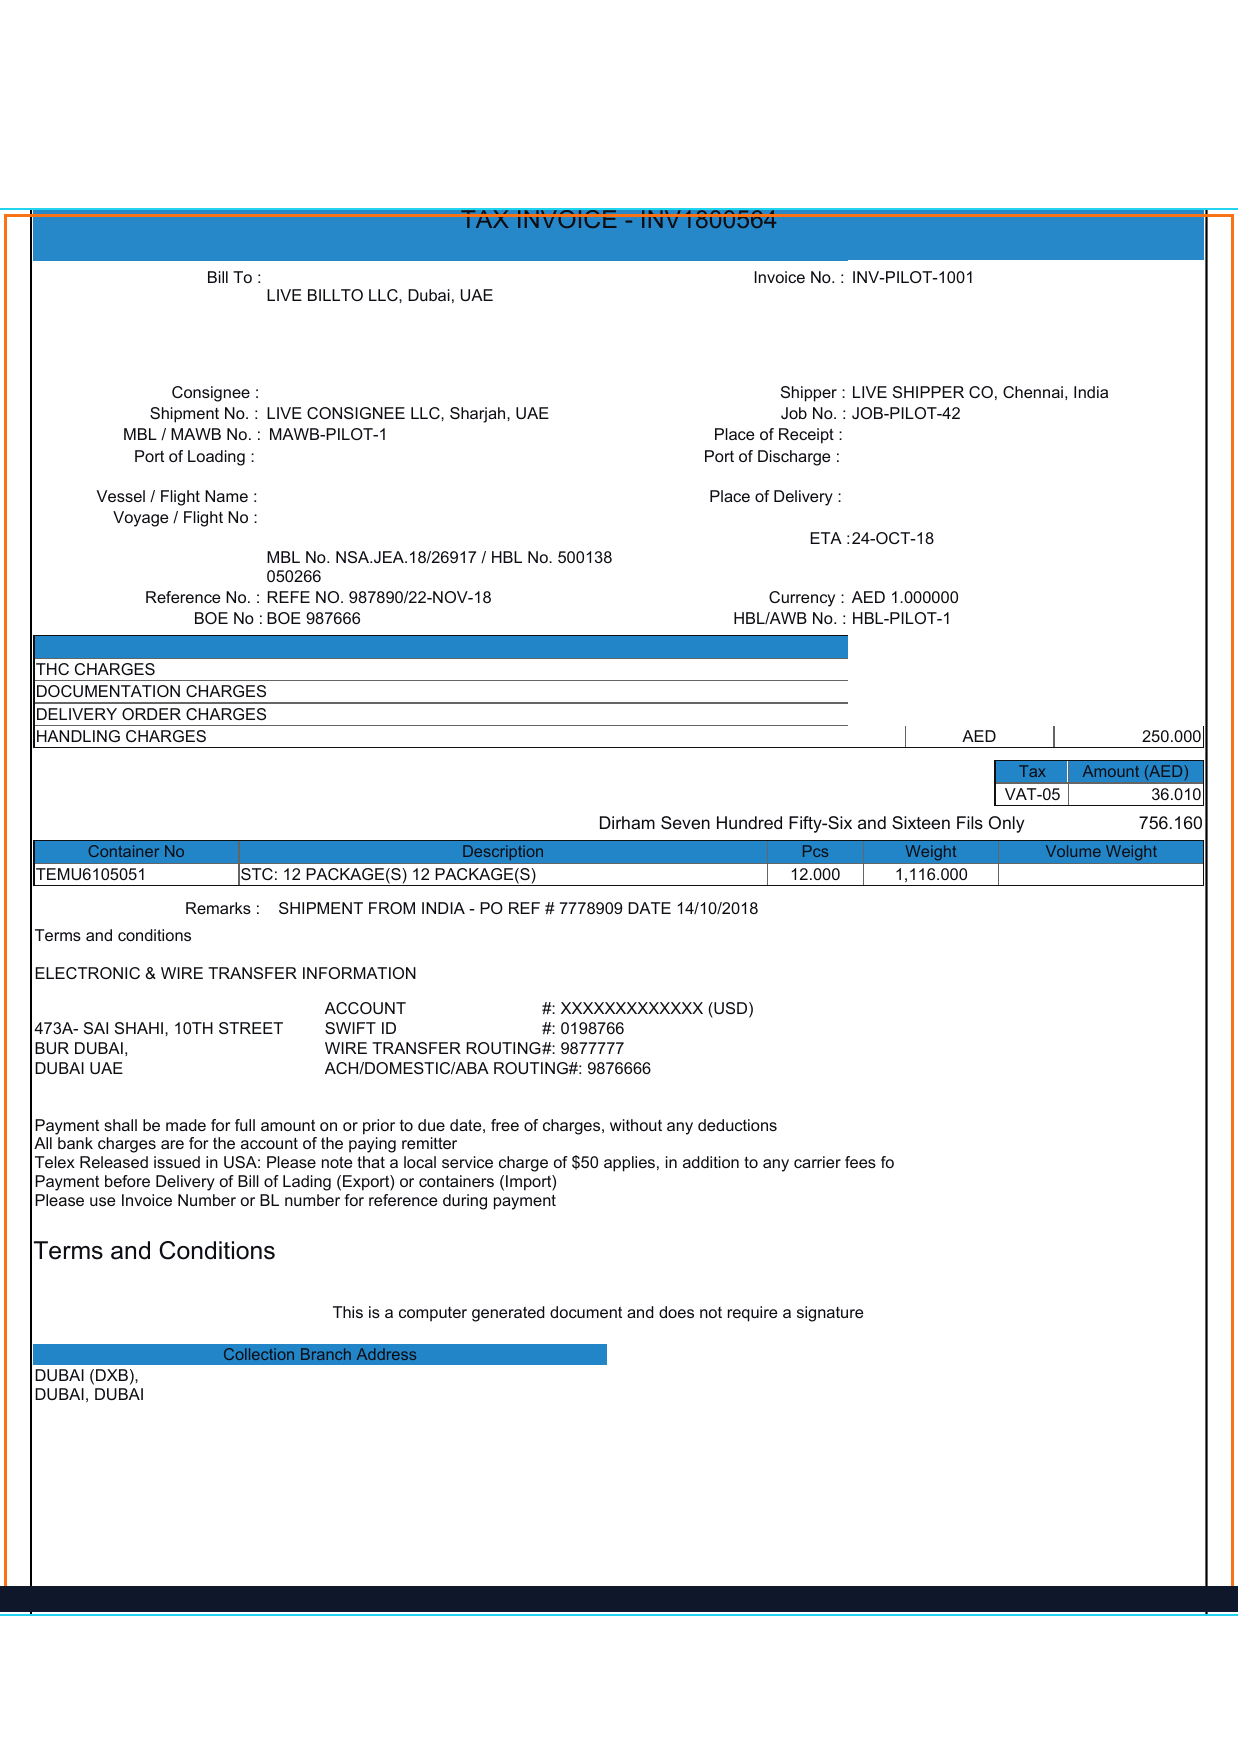 TAX INVOICE - INV1800564
Bill To : Invoice No. : INV-PILOT-1001
LIVE BILLTO LLC, Dubai, UAE
Consignee : Shipper : LIVE SHIPPER CO, Chennai, India
Shipment No. : LIVE CONSIGNEE LLC, Sharjah, UAE Job No. : JOB-PILOT-42
MBL / MAWB No. : MAWB-PILOT-1 Place of Receipt :
Port of Loading : Port of Discharge :
Vessel / Flight Name : Place of Delivery :
Voyage / Flight No :
ETA :24-OCT-18
MBL No. NSA.JEA.18/26917 / HBL No. 500138
050266
Reference No. : REFE NO. 987890/22-NOV-18 Currency : AED 1.000000
BOE No : BOE 987666 HBL/AWB No. : HBL-PILOT-1
THC CHARGES
DOCUMENTATION CHARGES
DELIVERY ORDER CHARGES
HANDLING CHARGES AED 250.000
Tax Amount (AED)
VAT-05 36.010
Dirham Seven Hundred Fifty-Six and Sixteen Fils Only 756.160
Container No Description Pcs Weight Volume Weight
TEMU6105051 STC: 12 PACKAGE(S) 12 PACKAGE(S) 12.000 1,116.000
Remarks : SHIPMENT FROM INDIA - PO REF # 7778909 DATE 14/10/2018
Terms and conditions
ELECTRONIC & WIRE TRANSFER INFORMATION
ACCOUNT #: XXXXXXXXXXXXX (USD)
473A- SAI SHAHI, 10TH STREET SWIFT ID #: 0198766
BUR DUBAI, WIRE TRANSFER ROUTING#: 9877777
DUBAI UAE ACH/DOMESTIC/ABA ROUTING#: 9876666
Payment shall be made for full amount on or prior to due date, free of charges, without any deductions
All bank charges are for the account of the paying remitter
Telex Released issued in USA: Please note that a local service charge of $50 applies, in addition to any carrier fees fo
Payment before Delivery of Bill of Lading (Export) or containers (Import)
Please use Invoice Number or BL number for reference during payment
Terms and Conditions
This is a computer generated document and does not require a signature
Collection Branch Address
DUBAI (DXB),
DUBAI, DUBAI